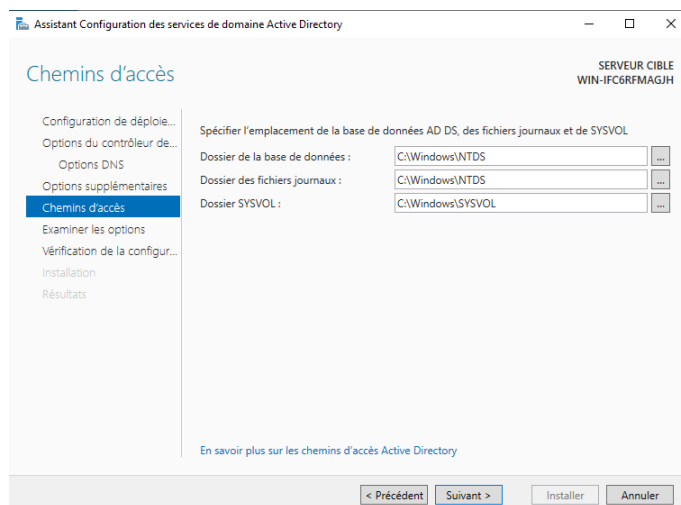 Assistant Configuration des services de domaine Active Directory
Chemins d'accès
SERVEUR CIBLE
WIN-IFC6RFMAGJH
Configuration de déploie...
Options du contrôleur de...
Options DNS
Options supplémentaires
Chemins d'accès
Examiner les options
Vérification de la configur...
Installation
Résultats
Spécifier l'emplacement de la base de données AD DS, des fichiers journaux et de SYSVOL
Dossier de la base de données : C:\Windows\NTDS ...
Dossier des fichiers journaux : C:\Windows\NTDS ...
Dossier SYSVOL : C:\Windows\SYSVOL ...
En savoir plus sur les chemins d'accès Active Directory
< Précédent Suivant > Installer Annuler